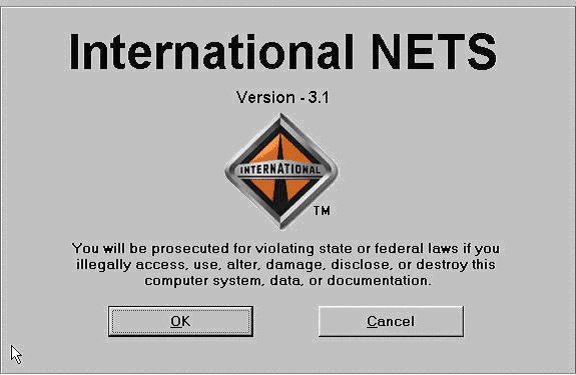 International NETS
Version - 3.1
INTERNATIONAL
TM
You will be prosecuted for violating state or federal laws if you
illegally access, use, alter, damage, disclose, or destroy this
computer system, data, or documentation.
OK
Cancel